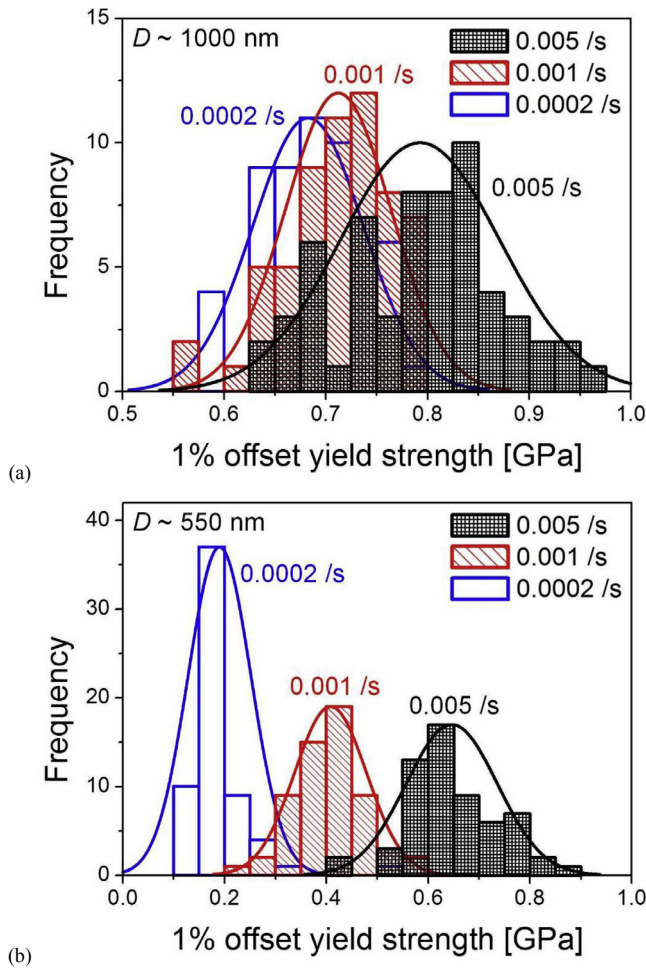 D ~ 1000 nm
0.005 /s
0.001 /s
0.0002 /s
0.0002 /s
0.001 /s
0.005 /s
15
10
5
0
Frequency
0.5 0.6 0.7 0.8 0.9 1.0
1% offset yield strength [GPa]
(a)
D ~ 550 nm
0.005 /s
0.001 /s
0.0002 /s
0.0002 /s
0.001 /s
0.005 /s
40
30
20
10
0
Frequency
0.0 0.2 0.4 0.6 0.8 1.0
1% offset yield strength [GPa]
(b)